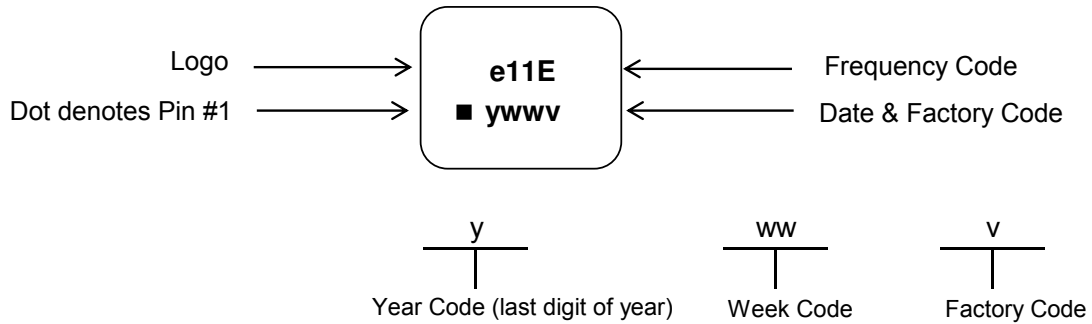 Logo
e11E
Frequency Code
Dot denotes Pin #1
■ ywwv
Date & Factory Code
y
ww
v
Year Code (last digit of year)
Week Code
Factory Code